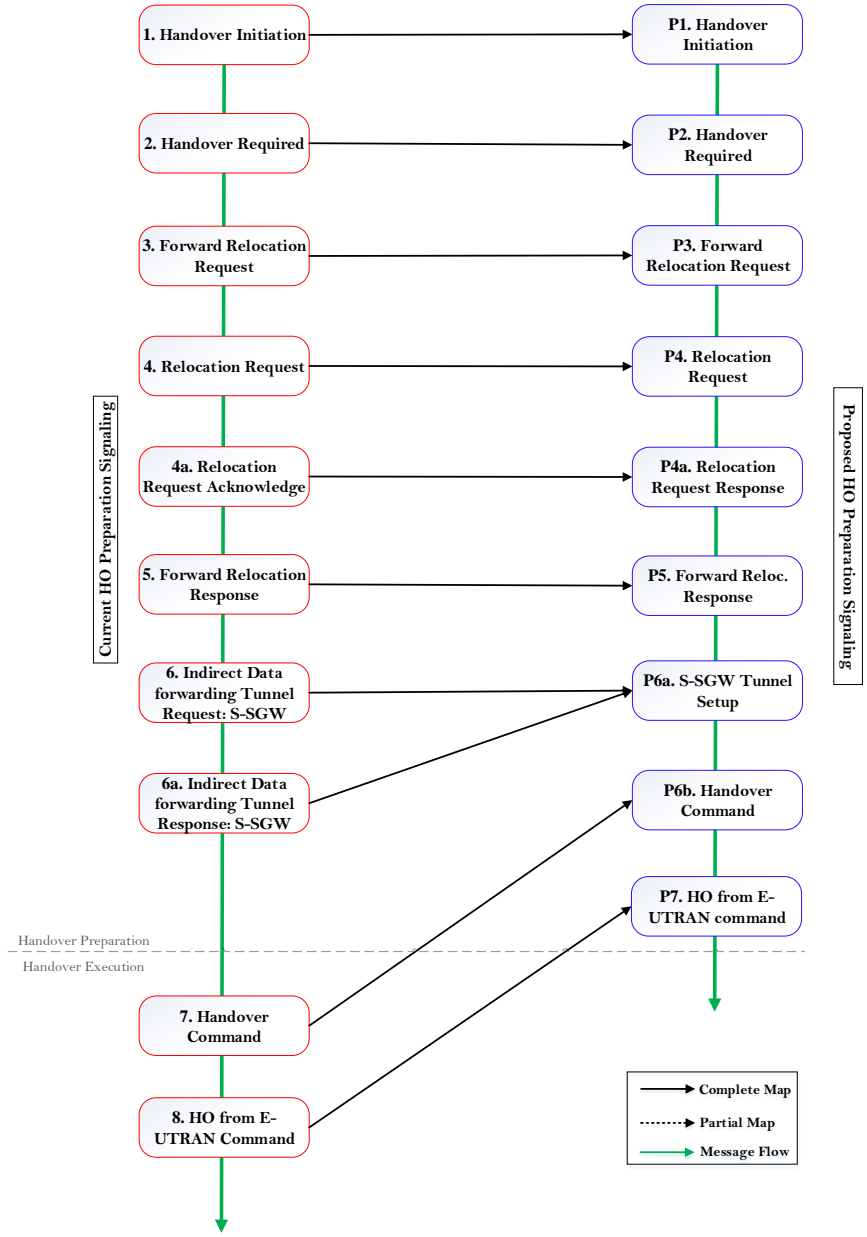 1. Handover Initiation
P1. Handover
Initiation
2. Handover Required
P2. Handover
Required
3. Forward Relocation
Request
P3. Forward
Relocation Request
4. Relocation Request
P4. Relocation
Request
Current HO Preparation Signaling
Proposed HO Preparation Signaling
4a. Relocation
Request Acknowledge
P4a. Relocation
Request Response
5. Forward Relocation
Response
P5. Forward Reloc.
Response
6. Indirect Data
forwarding Tunnel
Request: S-SGW
P6a. S-SGW Tunnel
Setup
6a. Indirect Data
forwarding Tunnel
Response: S-SGW
P6b. Handover
Command
P7. HO from E-
UTRAN command
Handover Preparation
Handover Execution
7. Handover
Command
8. HO from E-
UTRAN Command
Complete Map
Partial Map
Message Flow